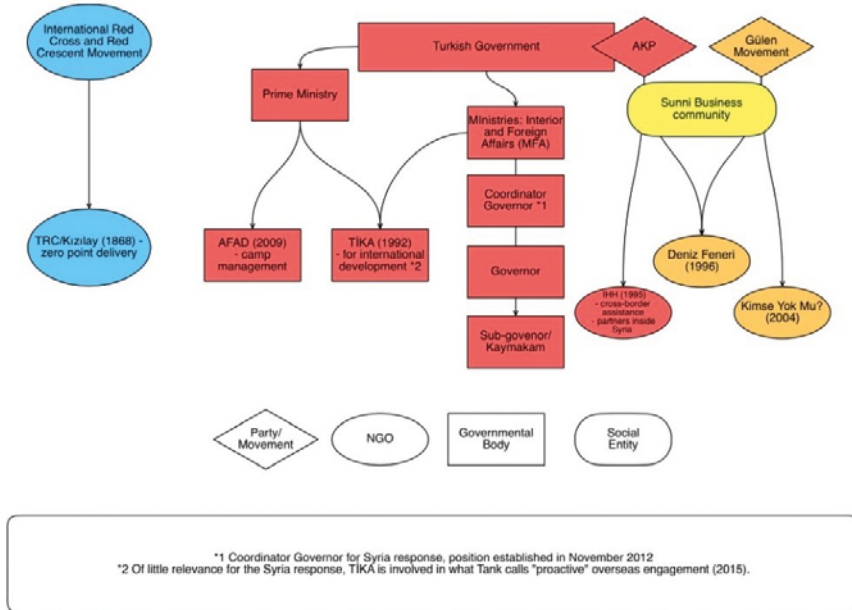 International Red
Cross and Red
Crescent Movement
Turkish Government
AKP
Gülen
Movement
Prime Ministry
Sunni Business
community
MInistries: Interior
and Foreign
Affairs (MFA)
Coordinator
Governor *1
TRC/Kızılay (1868) -
zero point delivery
AFAD (2009)
- camp
management
TİKA (1992)
- for international
development *2
Governor
Deniz Feneri
(1996)
IHH (1995)
- cross-border
assistance
- partners inside
Syria
Kimse Yok Mu?
(2004)
Sub-govenor/
Kaymakam
Party/
Movement
NGO
Governmental
Body
Social
Entity
*1 Coordinator Governor for Syria response, position established in November 2012
*2 Of little relevance for the Syria response, TİKA is involved in what Tank calls "proactive" overseas engagement (2015).